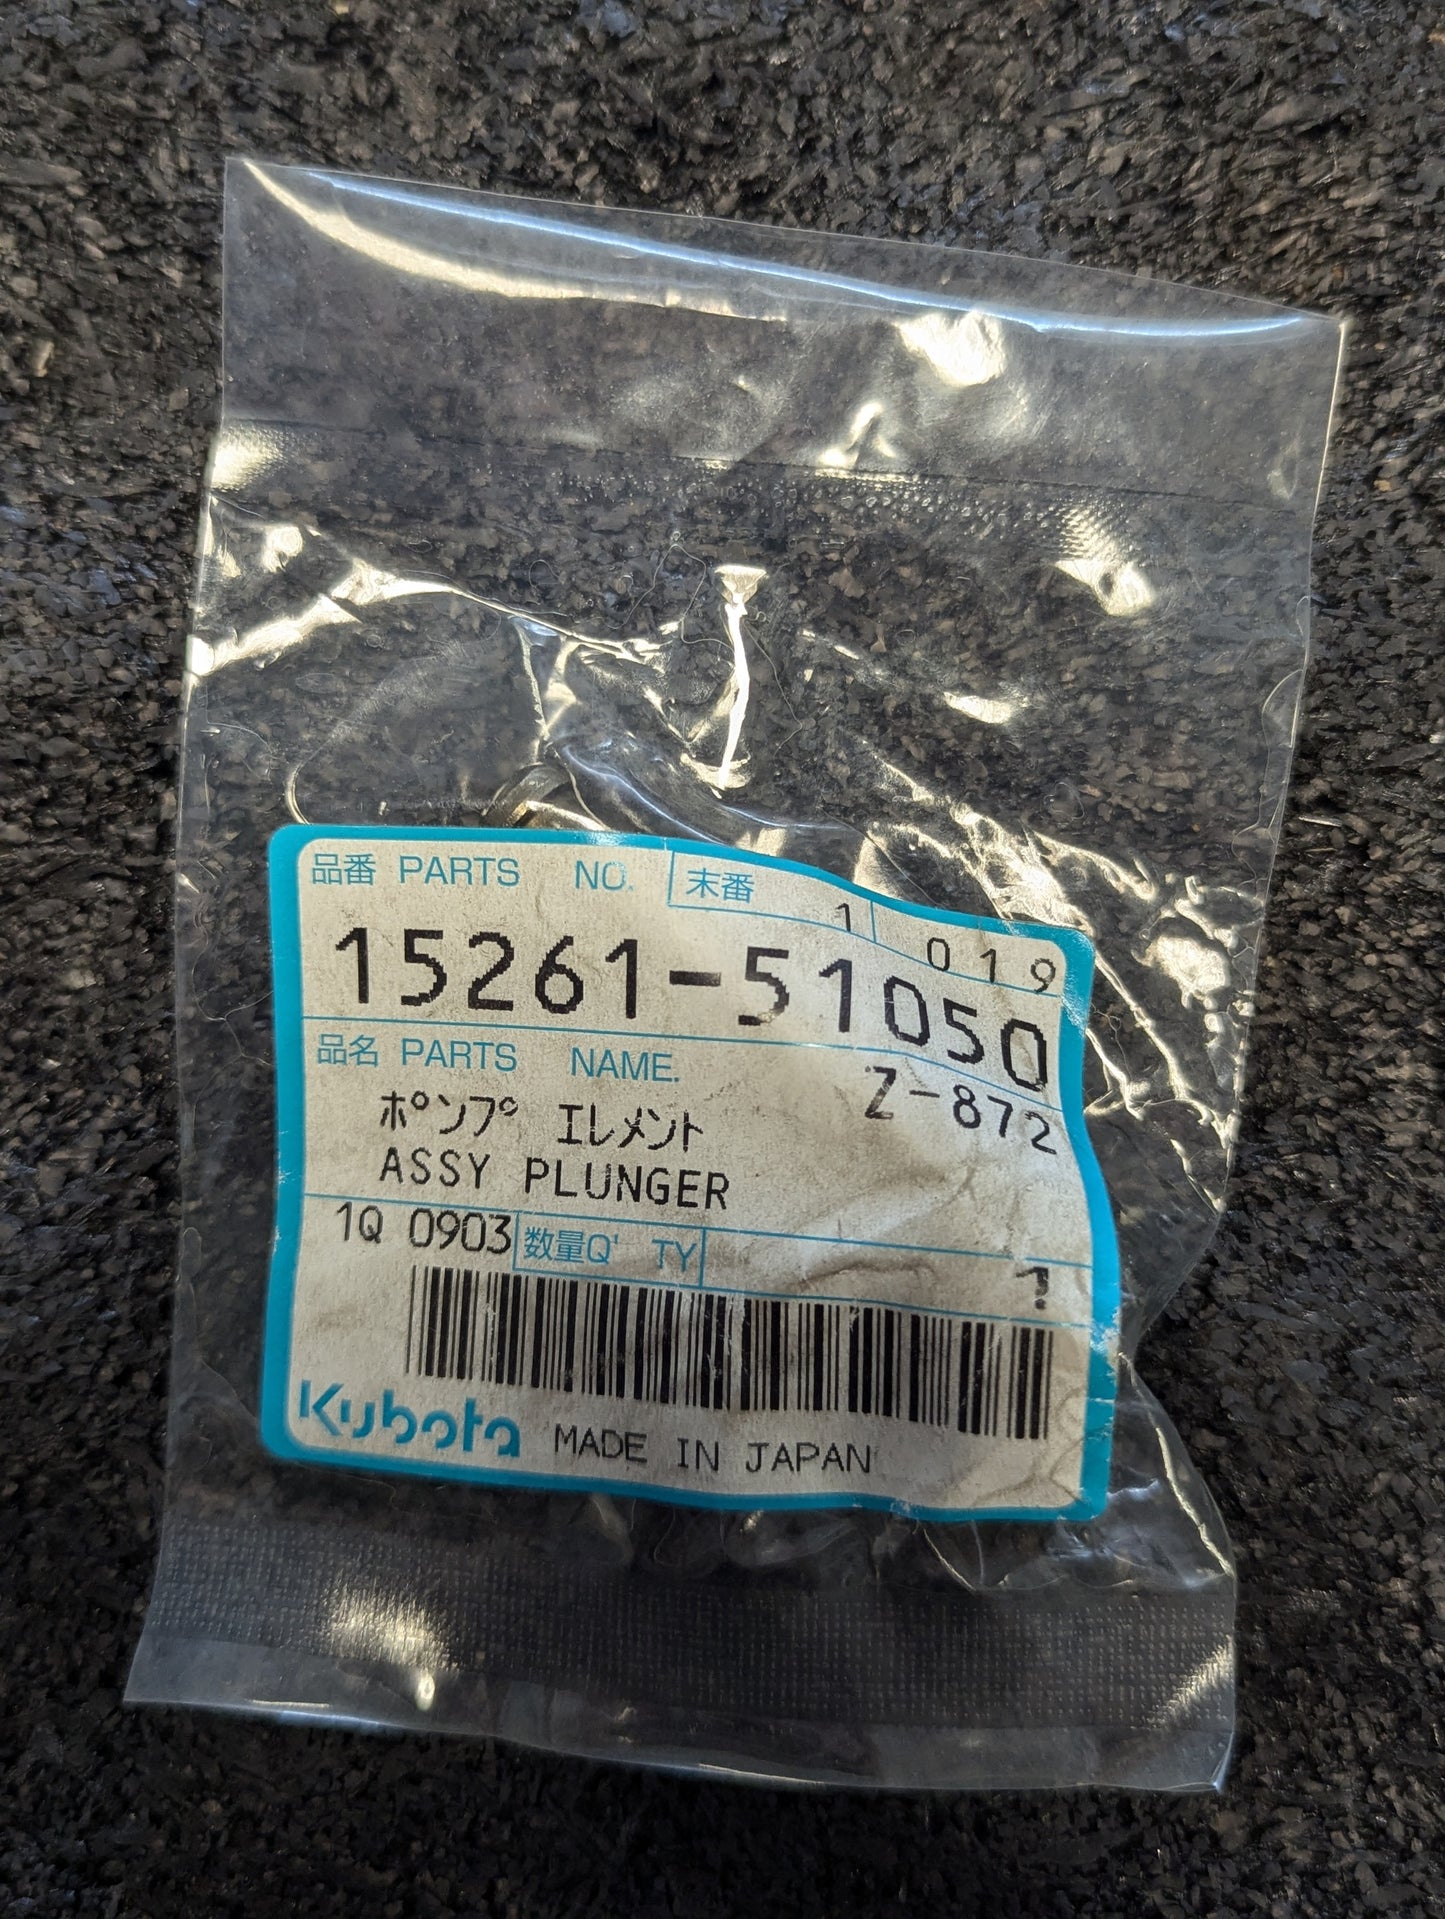 品番 PARTS NO. 末番 1 019
15261-51050
品名 PARTS NAME. Z-872
ポンプ エレメント
ASSY PLUNGER
1Q 0903 数量Q' TY
Kubota MADE IN JAPAN